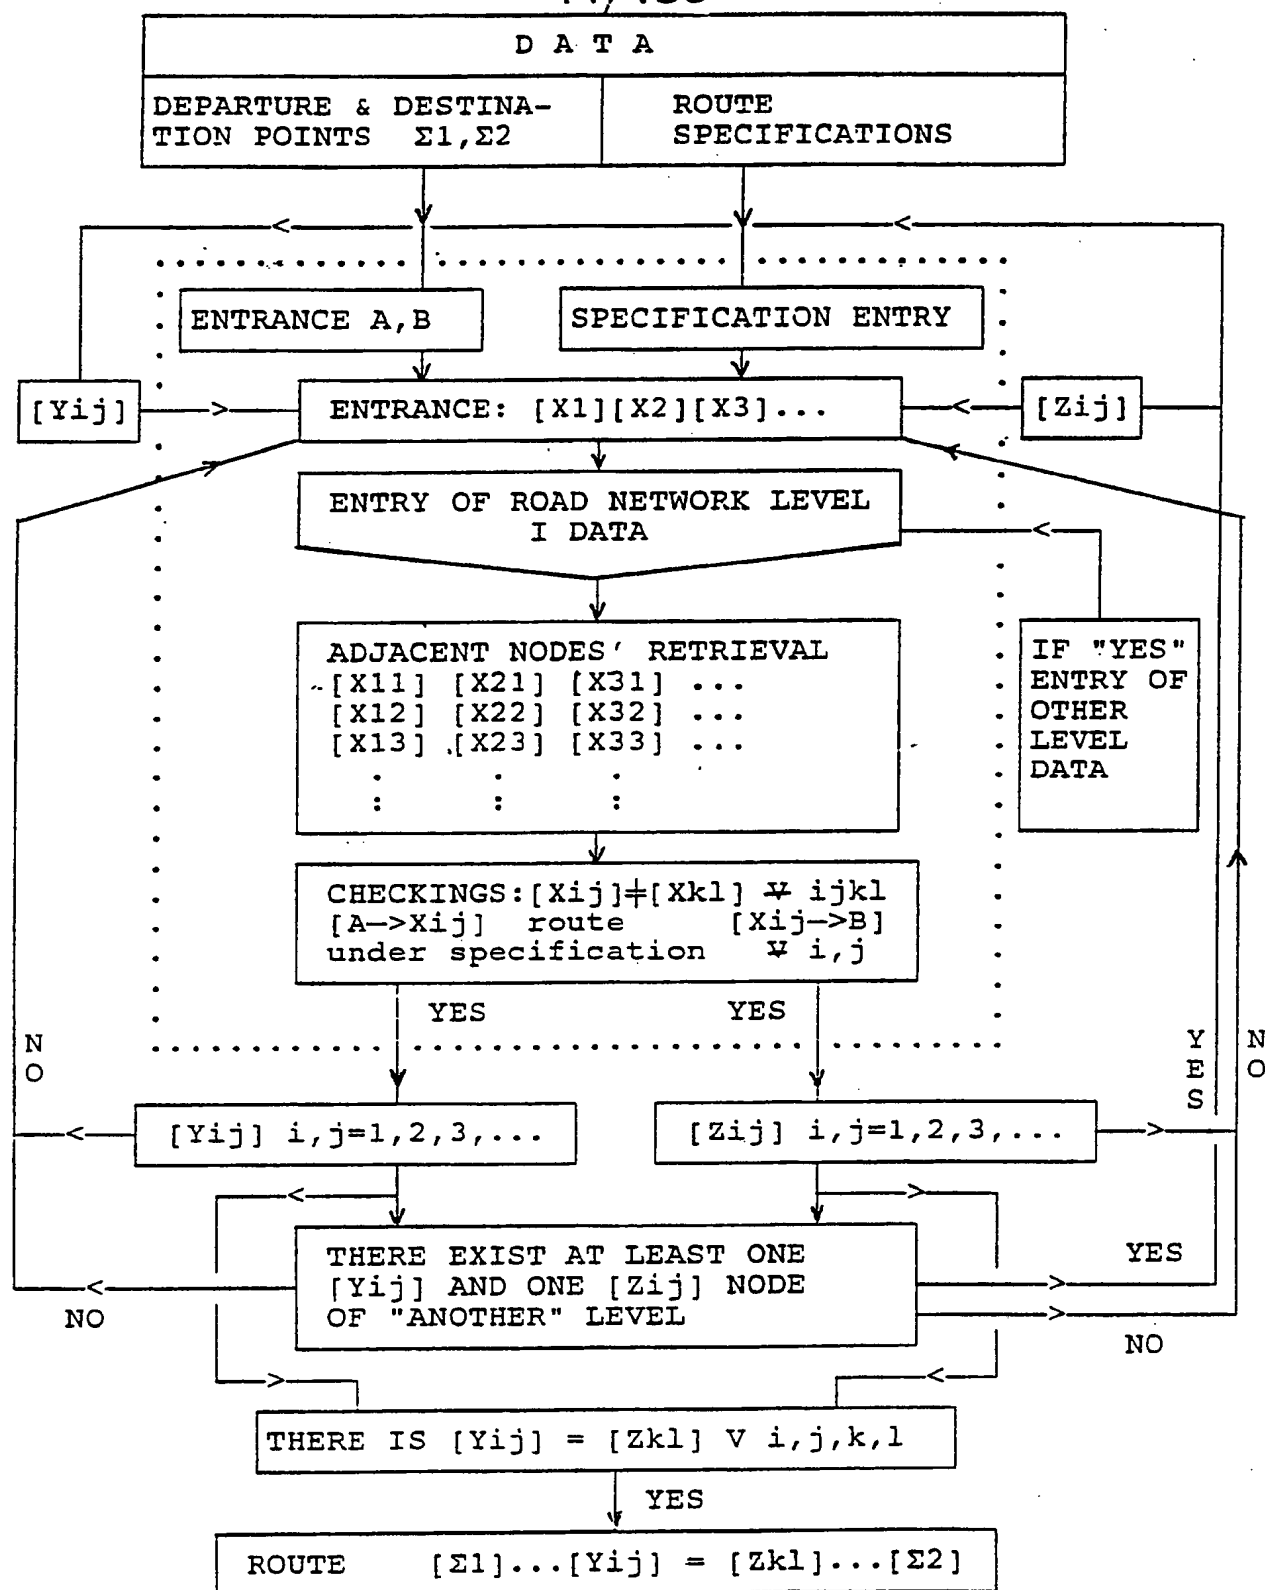 D A T A
DEPARTURE & DESTINA-
TION POINTS Σ1,Σ2
ROUTE
SPECIFICATIONS
ENTRANCE A,B
SPECIFICATION ENTRY
[Yij]
ENTRANCE: [X1][X2][X3]...
[Zij]
ENTRY OF ROAD NETWORK LEVEL
I DATA
ADJACENT NODES' RETRIEVAL
[X11] [X21] [X31] ...
[X12] [X22] [X32] ...
[X13] [X23] [X33] ...
: : :
: : :
IF "YES"
ENTRY OF
OTHER
LEVEL
DATA
CHECKINGS:[Xij]≠[Xkl] ∀ ijkl
[A—>Xij] route [Xij—>B]
under specification ∀ i,j
YES
YES
NO
YES
NO
[Yij] i,j=1,2,3,...
[Zij] i,j=1,2,3,...
THERE EXIST AT LEAST ONE
[Yij] AND ONE [Zij] NODE
OF "ANOTHER" LEVEL
YES
NO
NO
THERE IS [Yij] = [Zkl] V i,j,k,l
YES
ROUTE [Σ1]...[Yij] = [Zkl]...[Σ2]